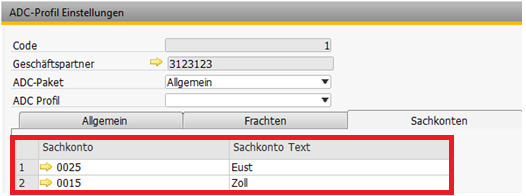 ADC-Profil Einstellungen
Code 1
Geschäftspartner 3123123
ADC-Paket Allgemein
ADC Profil
Allgemein Frachten Sachkonten
Sachkonto Sachkonto Text
1 0025 Eust
2 0015 Zoll